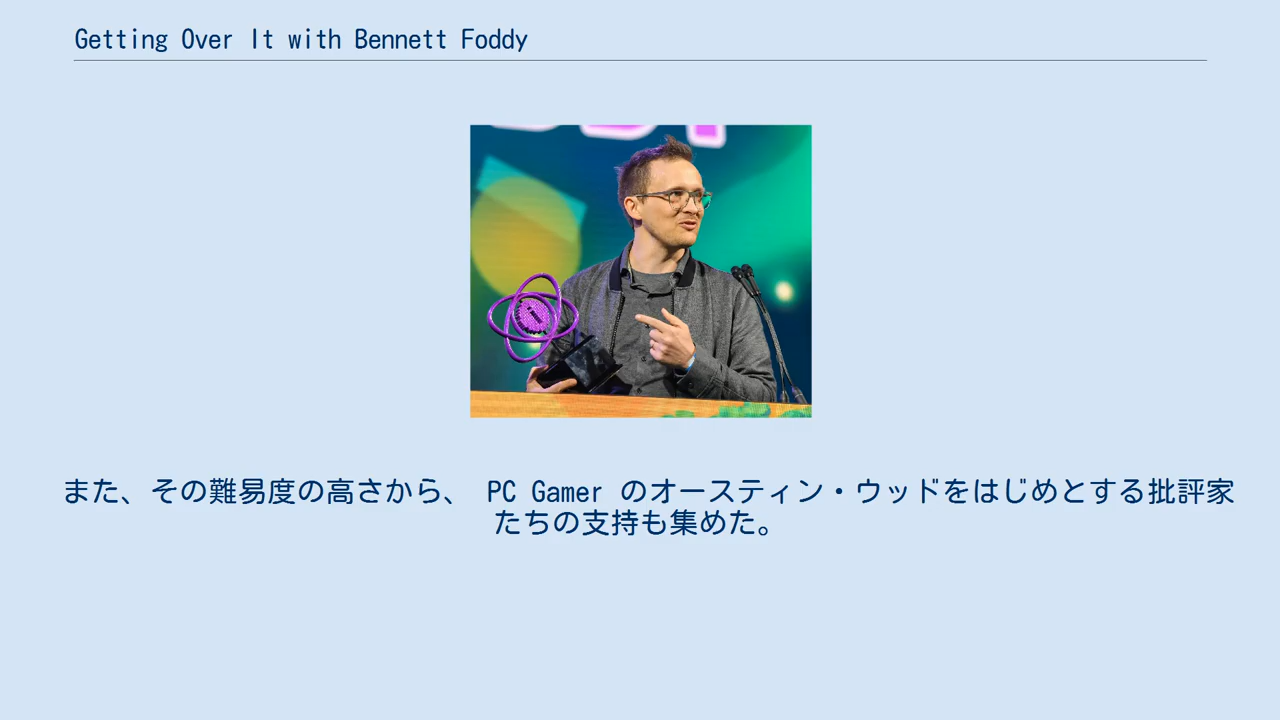 Getting Over It with Bennett Foddy
また、その難易度の高さから、 PC Gamer のオースティン・ウッドをはじめとする批評家
たちの支持も集めた。